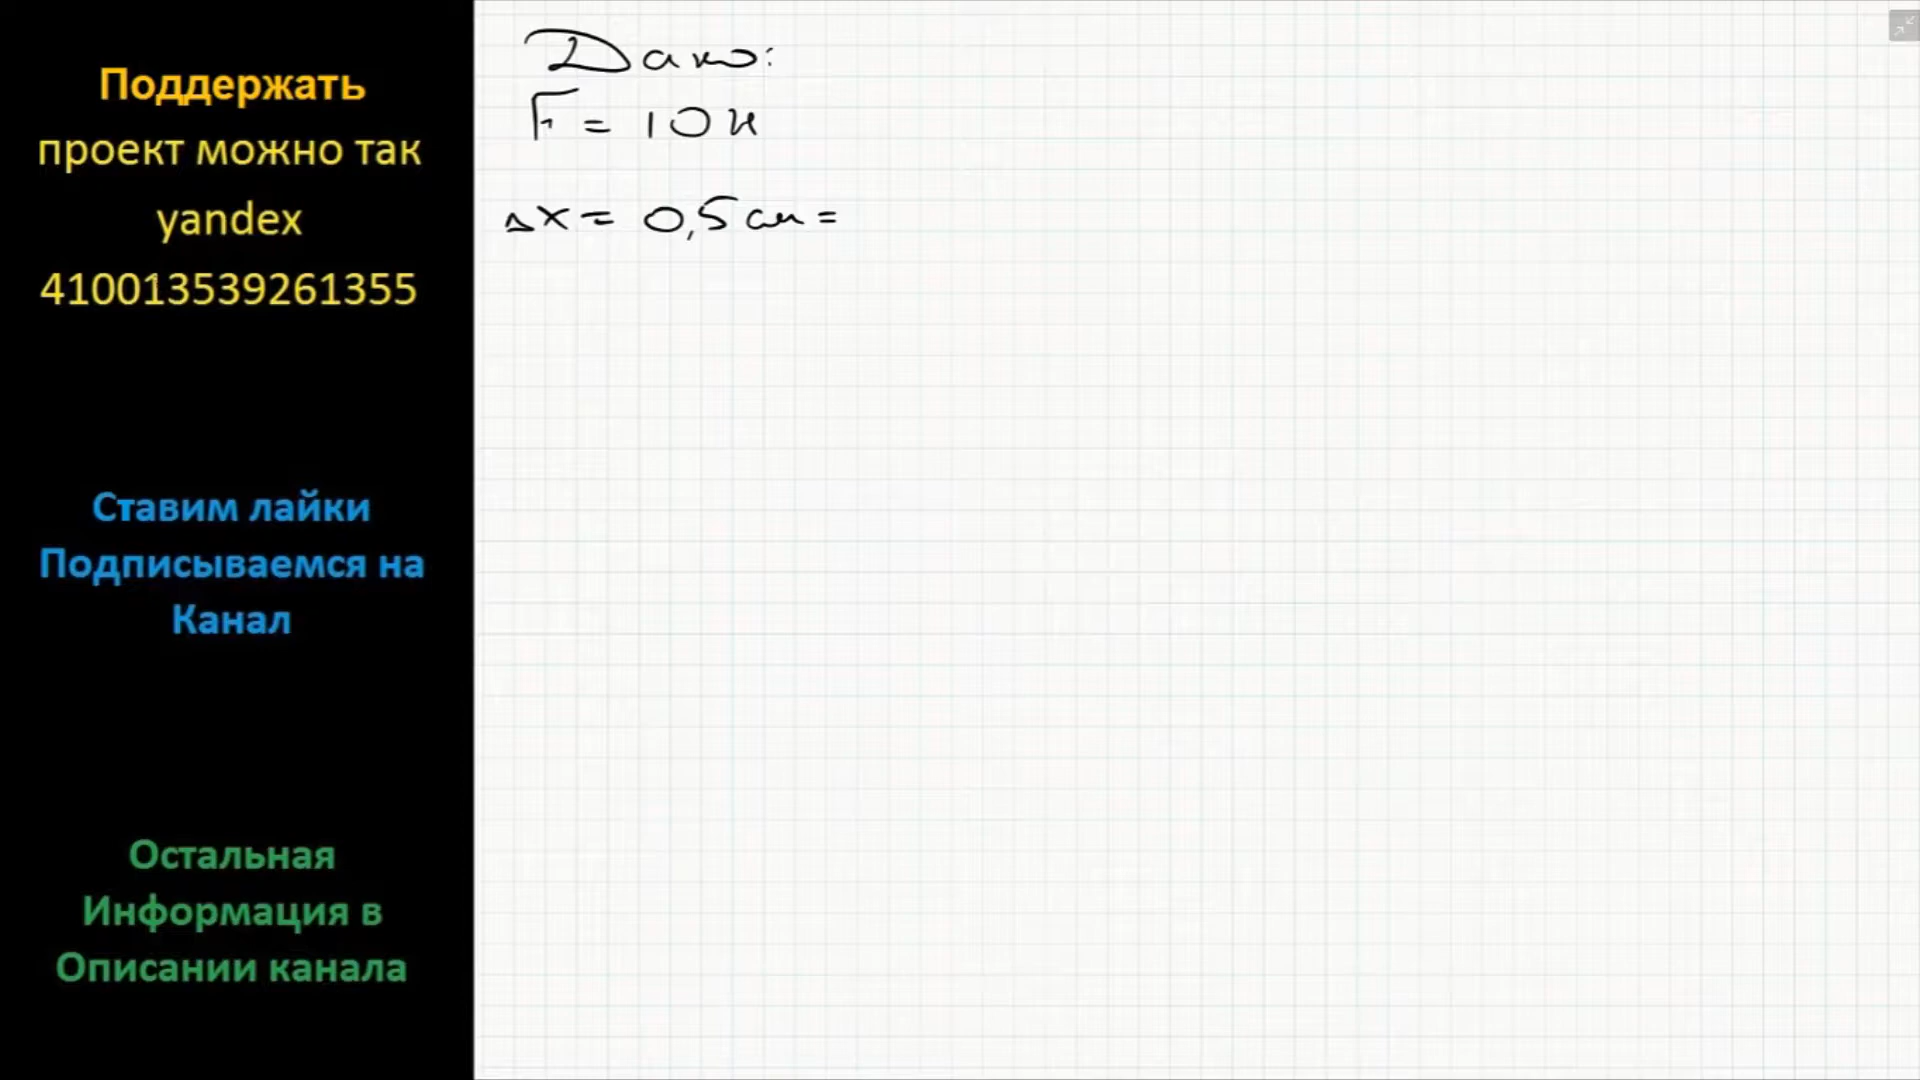 Поддержать
проект можно так
yandex
410013539261355
Ставим лайки
Подписываемся на
Канал
Остальная
Информация в
Описании канала
Дано:
F = 10 н
Δx = 0,5 см =